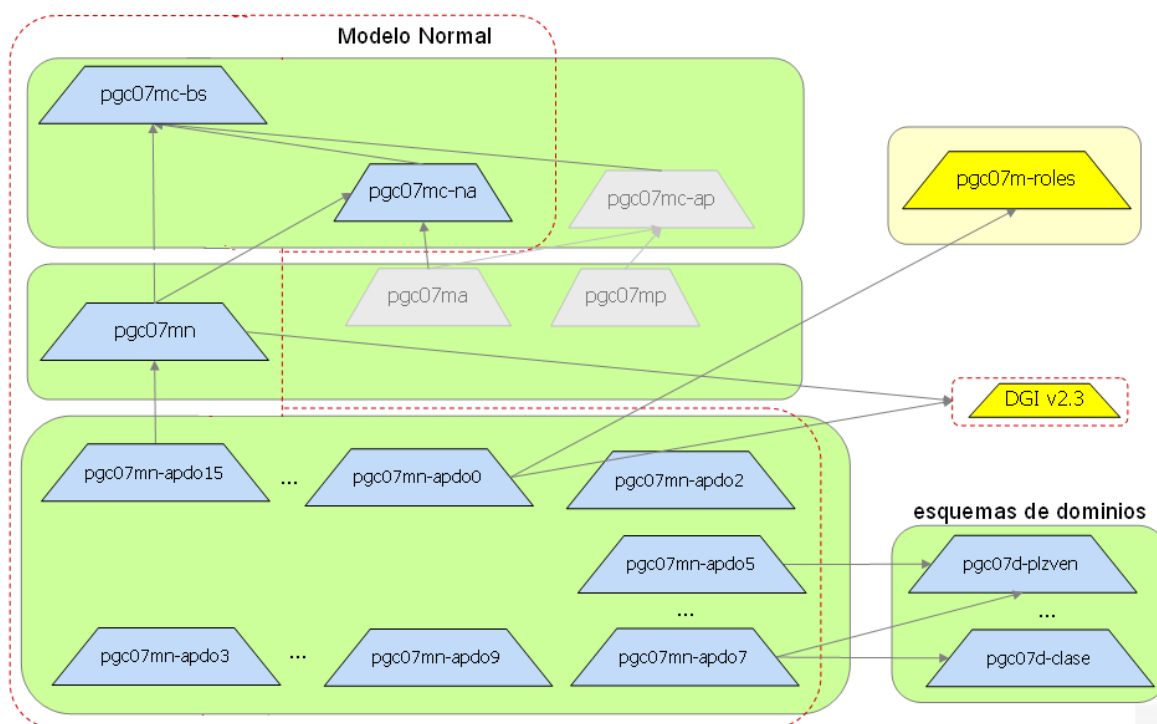 Modelo Normal
pgc07mc-bs
pgc07mc-na
pgc07mc-ap
pgc07m-roles
pgc07ma
pgc07mp
pgc07mn
DGI v2.3
pgc07mn-apdo15
...
pgc07mn-apdo0
pgc07mn-apdo2
esquemas de dominios
pgc07mn-apdo5
pgc07d-plzven
...
...
pgc07mn-apdo3
...
pgc07mn-apdo9
pgc07mn-apdo7
pgc07d-clase